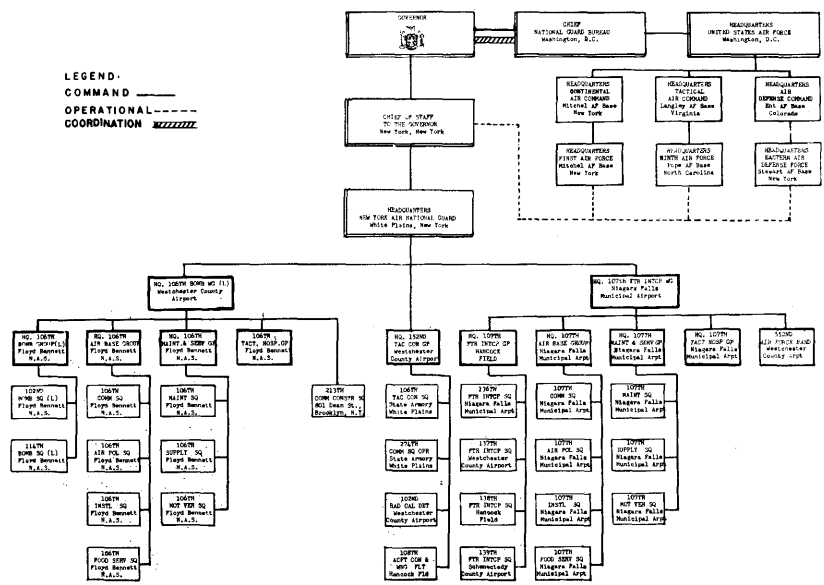 GOVERNOR
CHIEF
NATIONAL GUARD BUREAU
Washington, D.C.
HEADQUARTERS
UNITED STATES AIR FORCE
Washington, D.C.
LEGEND:
COMMAND
OPERATIONAL
COORDINATION
HEADQUARTERS
CONTINENTAL
AIR COMMAND
Mitchel AF Base
New York
HEADQUARTERS
TACTICAL
AIR COMMAND
Langley AF Base
Virginia
HEADQUARTERS
AIR
DEFENSE COMMAND
Ent AF Base
Colorado
CHIEF OF STAFF
TO THE GOVERNOR
New York, New York
HEADQUARTERS
FIRST AIR FORCE
Mitchel AF Base
New York
HEADQUARTERS
NINTH AIR FORCE
Pope AF Base
North Carolina
HEADQUARTERS
EASTERN AIR
DEFENSE FORCE
Stewart AF Base
New York
HEADQUARTERS
NEW YORK AIR NATIONAL GUARD
White Plains, New York
HQ. 106TH BOMB WG (L)
Westchester County
Airport
HQ. 107th FTR INTCP WG
Niagara Falls
Municipal Airport
HQ. 106TH
BOMB GROUP(L)
Floyd Bennett
N.A.S.
HQ. 106TH
AIR BASE GROUP
Floyd Bennett
N.A.S.
HQ. 106TH
MAINT.& SERV GP
Floyd Bennett
N.A.S.
106TH
TACT. HOSP.GP
Floyd Bennett
N.A.S.
HQ. 152ND
TAC CON GP
Westchester
County Airport
HQ. 107TH
FTR INTCP GP
HANCOCK
FIELD
HQ. 107TH
AIR BASE GROUP
Niagara Falls
Municipal Arpt
HQ. 107TH
MAINT & SERV GP
Niagara Falls
Municipal Arpt
HQ. 107TH
TACT HOSP GP
Niagara Falls
Municipal Arpt
552ND
AIR FORCE BAND
Westchester
County Arpt
102ND
BOMB SQ (L)
Floyd Bennett
N.A.S.
106TH
COMM SQ
Floyd Bennett
N.A.S.
106TH
MAINT SQ
Floyd Bennett
N.A.S.
213TH
COMM CONSTR SQ
801 Dean St.,
Brooklyn, N.Y.
106TH
TAC CON SQ
State Armory
White Plains
136TH
FTR INTCP SQ
Niagara Falls
Municipal Arpt
107TH
COMM SQ
Niagara Falls
Municipal Arpt
107TH
MAINT SQ
Niagara Falls
Municipal Arpt
114TH
BOMB SQ (L)
Floyd Bennett
N.A.S.
106TH
AIR POL SQ
Floyd Bennett
N.A.S.
106TH
SUPPLY SQ
Floyd Bennett
N.A.S.
274TH
COMM SQ OPR
State Armory
White Plains
137TH
FTR INTCP SQ
Westchester
County Airport
107TH
AIR POL SQ
Niagara Falls
Municipal Arpt
107TH
SUPPLY SQ
Niagara Falls
Municipal Arpt
106TH
INSTL SQ
Floyd Bennett
N.A.S.
106TH
MOT VEH SQ
Floyd Bennett
N.A.S.
102ND
RAD CAL DET
Westchester
County Airport
138TH
FTR INTCP SQ
Hancock
Field
107TH
INSTL SQ
Niagara Falls
Municipal Arpt
107TH
MOT VEH SQ
Niagara Falls
Municipal Arpt
106TH
FOOD SERV SQ
Floyd Bennett
N.A.S.
108TH
ACFT CON &
WNG FLT
Hancock Fld
139TH
FTR INTCP SQ
Schenectady
County Airport
107TH
FOOD SERV SQ
Niagara Falls
Municipal Arpt